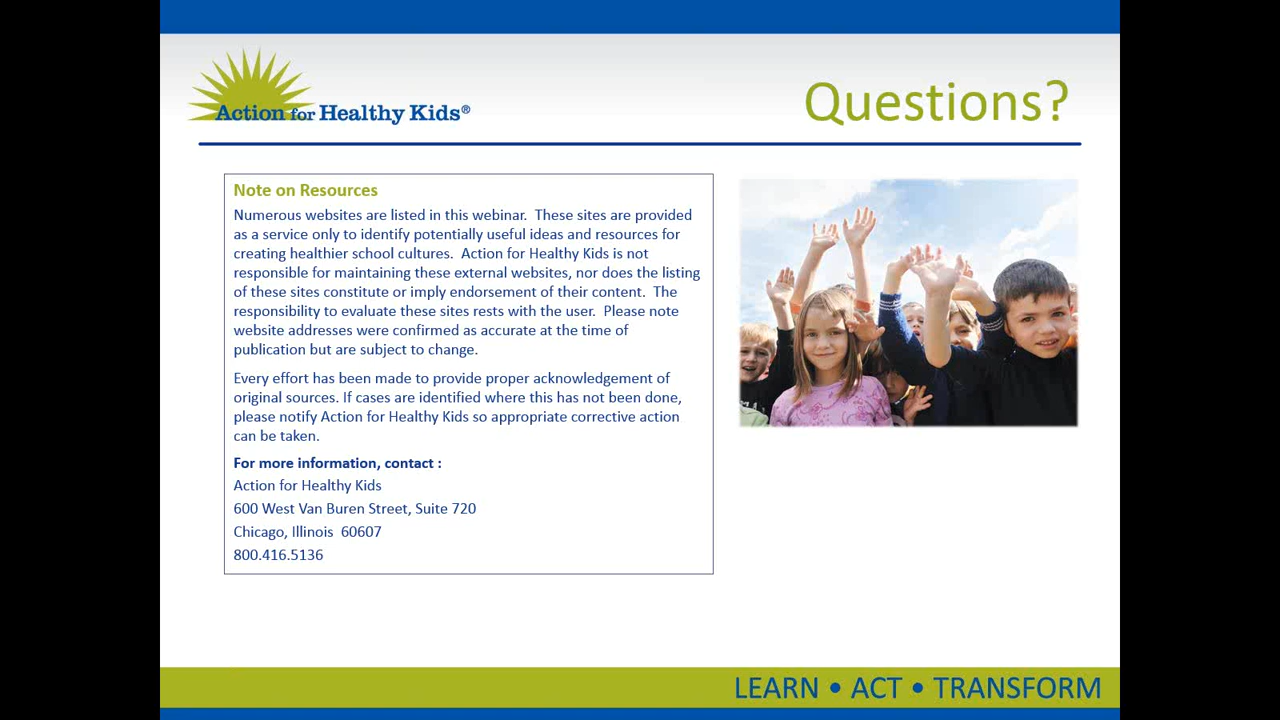 Action for Healthy Kids®
Questions?
Note on Resources
Numerous websites are listed in this webinar.  These sites are provided
as a service only to identify potentially useful ideas and resources for
creating healthier school cultures.  Action for Healthy Kids is not
responsible for maintaining these external websites, nor does the listing
of these sites constitute or imply endorsement of their content.  The
responsibility to evaluate these sites rests with the user.  Please note
website addresses were confirmed as accurate at the time of
publication but are subject to change.
Every effort has been made to provide proper acknowledgement of
original sources. If cases are identified where this has not been done,
please notify Action for Healthy Kids so appropriate corrective action
can be taken.
For more information, contact :
Action for Healthy Kids
600 West Van Buren Street, Suite 720
Chicago, Illinois  60607
800.416.5136
LEARN • ACT • TRANSFORM